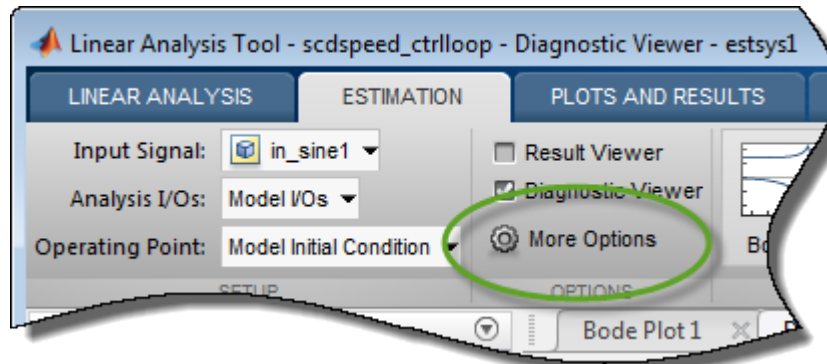 Linear Analysis Tool - scdspeed_ctrlloop - Diagnostic Viewer - estsys1
LINEAR ANALYSIS ESTIMATION PLOTS AND RESULTS
Input Signal: in_sine1
Result Viewer
Analysis I/Os: Model I/Os
Diagnostic Viewer
Operating Point: Model Initial Condition
More Options
SETUP OPTIONS
Bode Plot 1